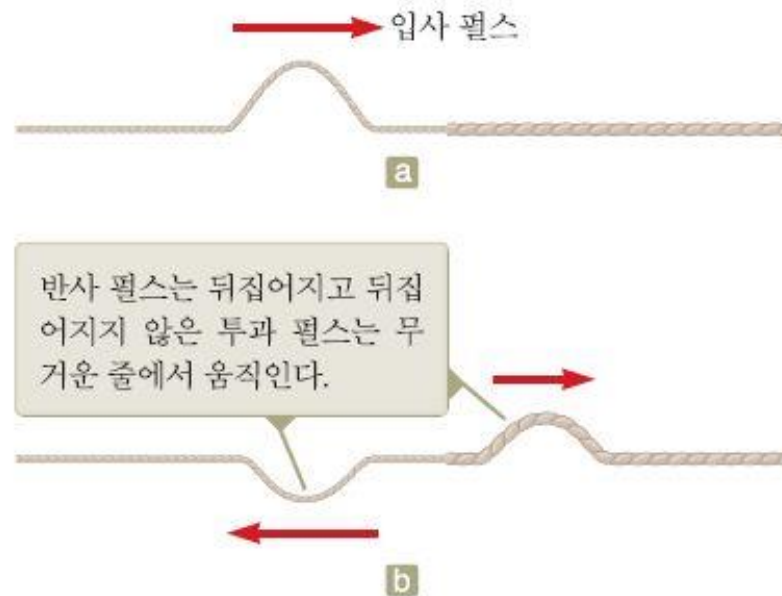 입사 펄스
a
반사 펄스는 뒤집어지고 뒤집
어지지 않은 투과 펄스는 무
거운 줄에서 움직인다.
b